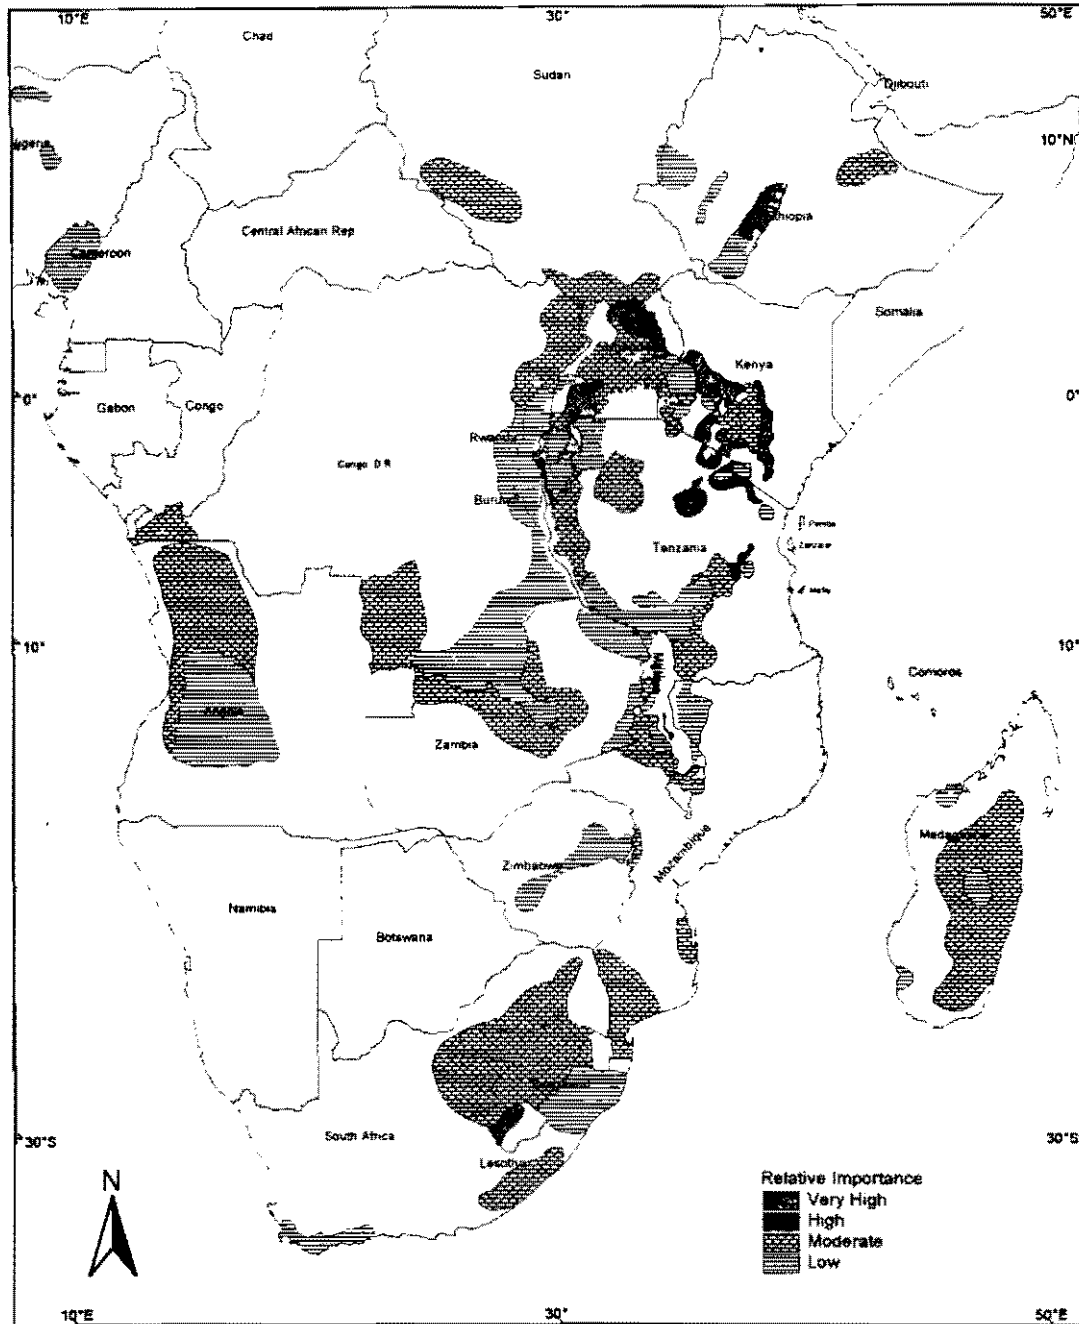 10°E 30° 50°E
Chad
Sudan
Djibouti
10°N
Ethiopia
Central African Rep
Cameroon
Somalia
Kenya
0° 0°
Gabon Congo
Rwanda
Congo D R
Burundi
Pemba
Zanzibar
Tanzania
Mafia
10° 10°
Comoros
Malawi
Angola
Zambia
Madagascar
Mozambique
Zimbabwe
Namibia
Botswana
South Africa
30°S 30°S
Lesotho
N
Relative Importance
Very High
High
Moderate
Low
10°E 30° 50°E